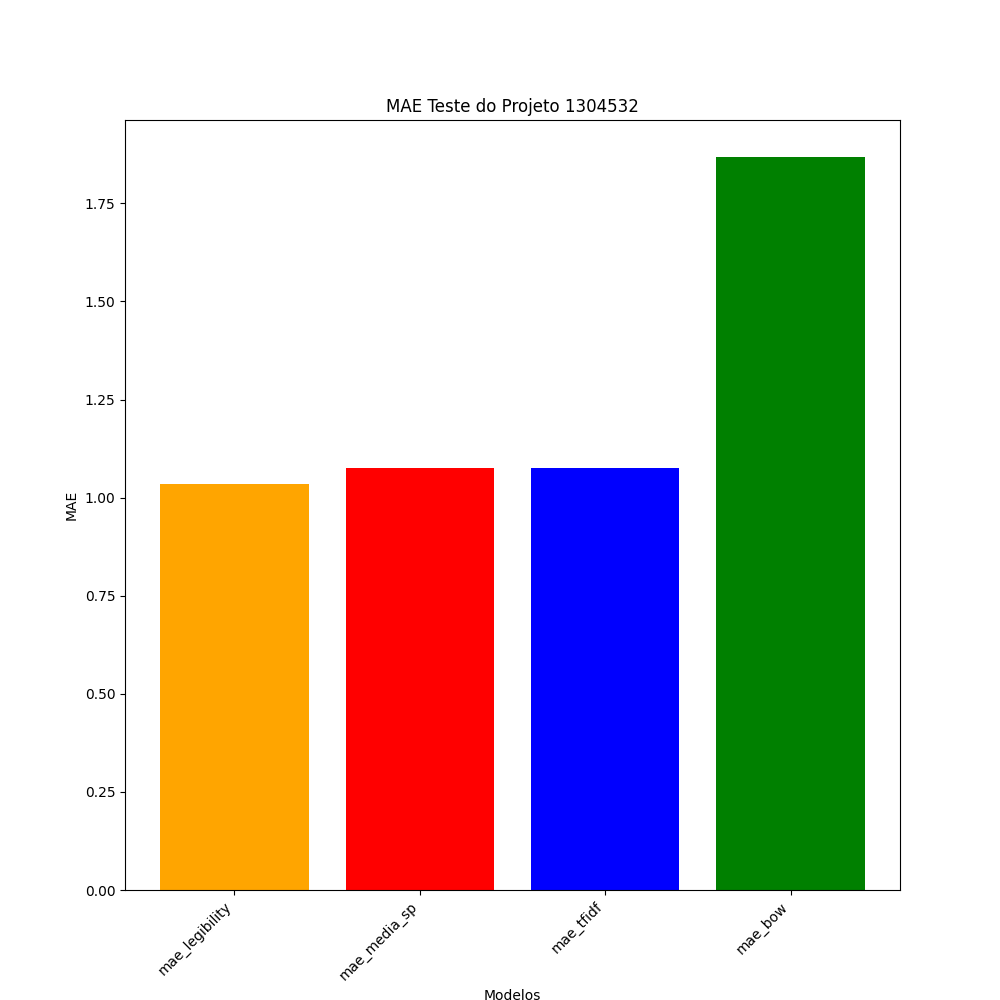 MAE Teste do Projeto 1304532
MAE
1.75
1.50
1.25
1.00
0.75
0.50
0.25
0.00
mae_legibility
mae_media_sp
mae_tfidf
mae_bow
Modelos